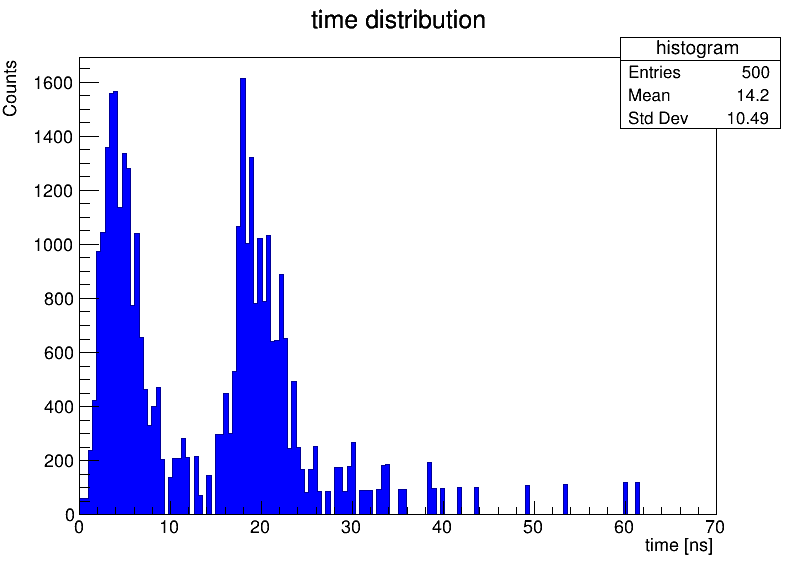 time distribution
histogram
Entries 500
Mean 14.2
Std Dev 10.49
Counts
1600
1400
1200
1000
800
600
400
200
0
0 10 20 30 40 50 60 70
time [ns]